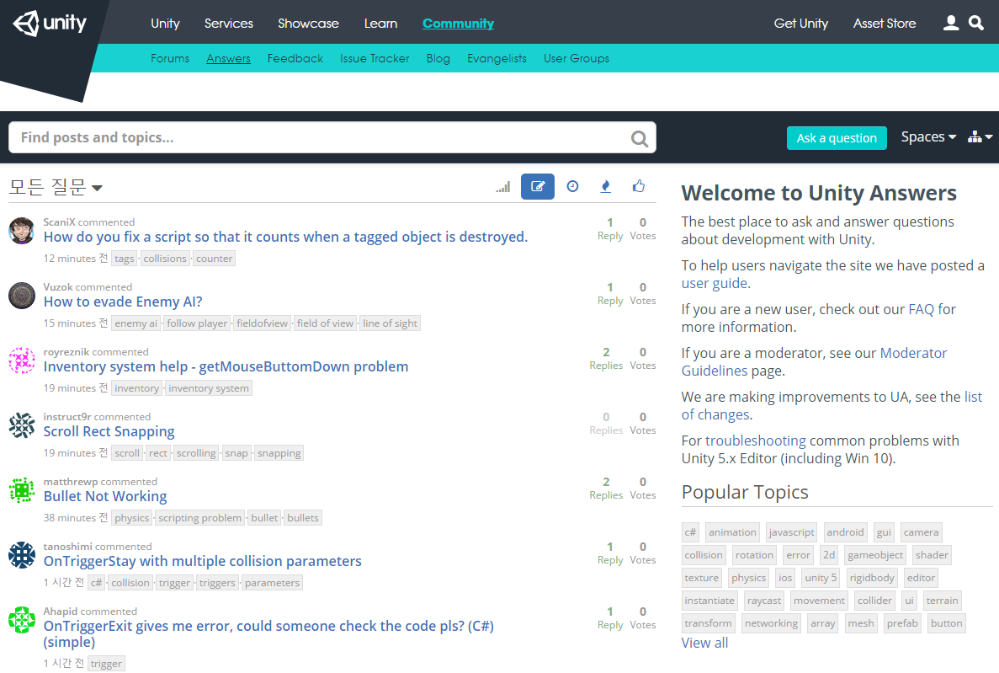 unity
Unity Services Showcase Learn Community Get Unity Asset Store
Forums Answers Feedback Issue Tracker Blog Evangelists User Groups
Find posts and topics...
Ask a question Spaces
모든 질문
ScaniX commented
How do you fix a script so that it counts when a tagged object is destroyed.
12 minutes 전 tags · collisions · counter
1 Reply
0 Votes
Vuzok commented
How to evade Enemy AI?
15 minutes 전 enemy ai · follow player · fieldofview · field of view · line of sight
1 Reply
0 Votes
royreznik commented
Inventory system help - getMouseButtomDown problem
19 minutes 전 inventory · inventory system
2 Replies
0 Votes
instruct9r commented
Scroll Rect Snapping
19 minutes 전 scroll · rect · scrolling · snap · snapping
0 Replies
0 Votes
matthrewp commented
Bullet Not Working
38 minutes 전 physics · scripting problem · bullet · bullets
2 Replies
0 Votes
tanoshimi commented
OnTriggerStay with multiple collision parameters
1 시간 전 c# · collision · trigger · triggers · parameters
1 Reply
0 Votes
Ahapid commented
OnTriggerExit gives me error, could someone check the code pls? (C#)
(simple)
1 시간 전 trigger
1 Reply
0 Votes
Welcome to Unity Answers
The best place to ask and answer questions
about development with Unity.
To help users navigate the site we have posted a
user guide.
If you are a new user, check out our FAQ for
more information.
If you are a moderator, see our Moderator
Guidelines page.
We are making improvements to UA, see the list
of changes.
For troubleshooting common problems with
Unity 5.x Editor (including Win 10).
Popular Topics
c# animation javascript android gui camera
collision rotation error 2d gameobject shader
texture physics ios unity 5 rigidbody editor
instantiate raycast movement collider ui terrain
transform networking array mesh prefab button
View all